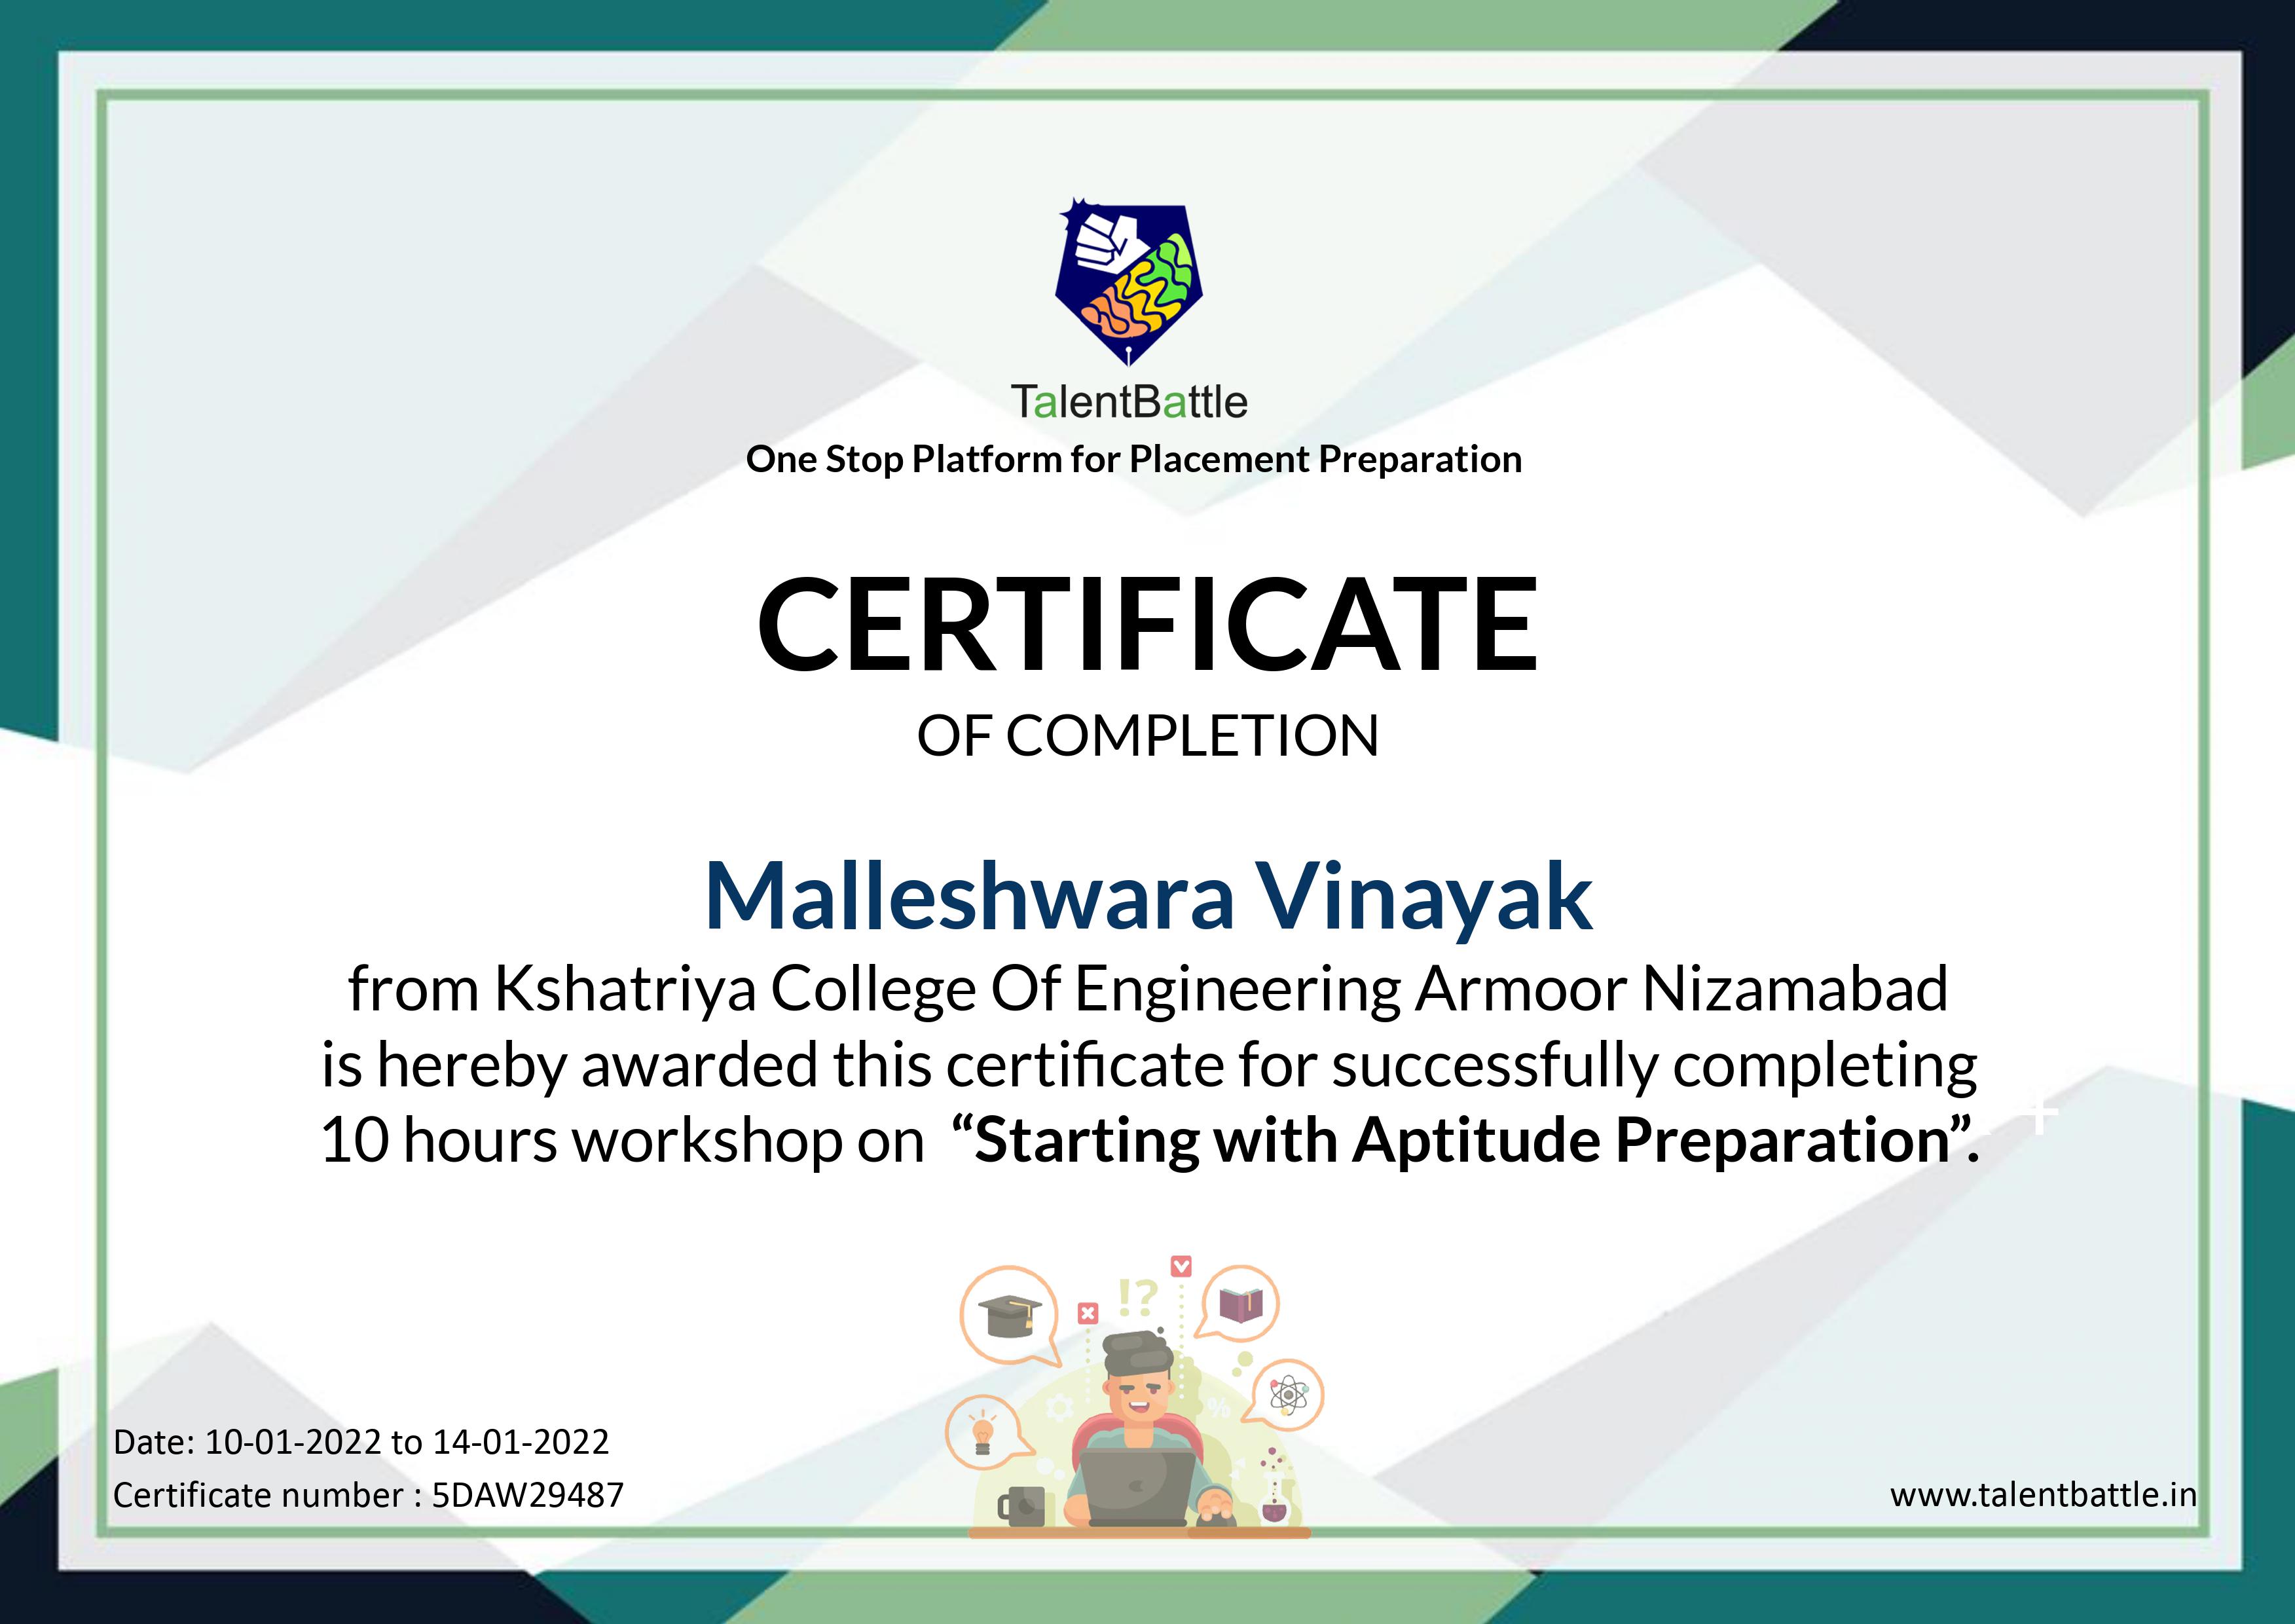 TalentBattle
One Stop Platform for Placement Preparation
CERTIFICATE
OF COMPLETION
Malleshwara Vinayak
from Kshatriya College Of Engineering Armoor Nizamabad
is hereby awarded this certificate for successfully completing
10 hours workshop on “Starting with Aptitude Preparation”.
!?
%
Date: 10-01-2022 to 14-01-2022
Certificate number : 5DAW29487
www.talentbattle.in